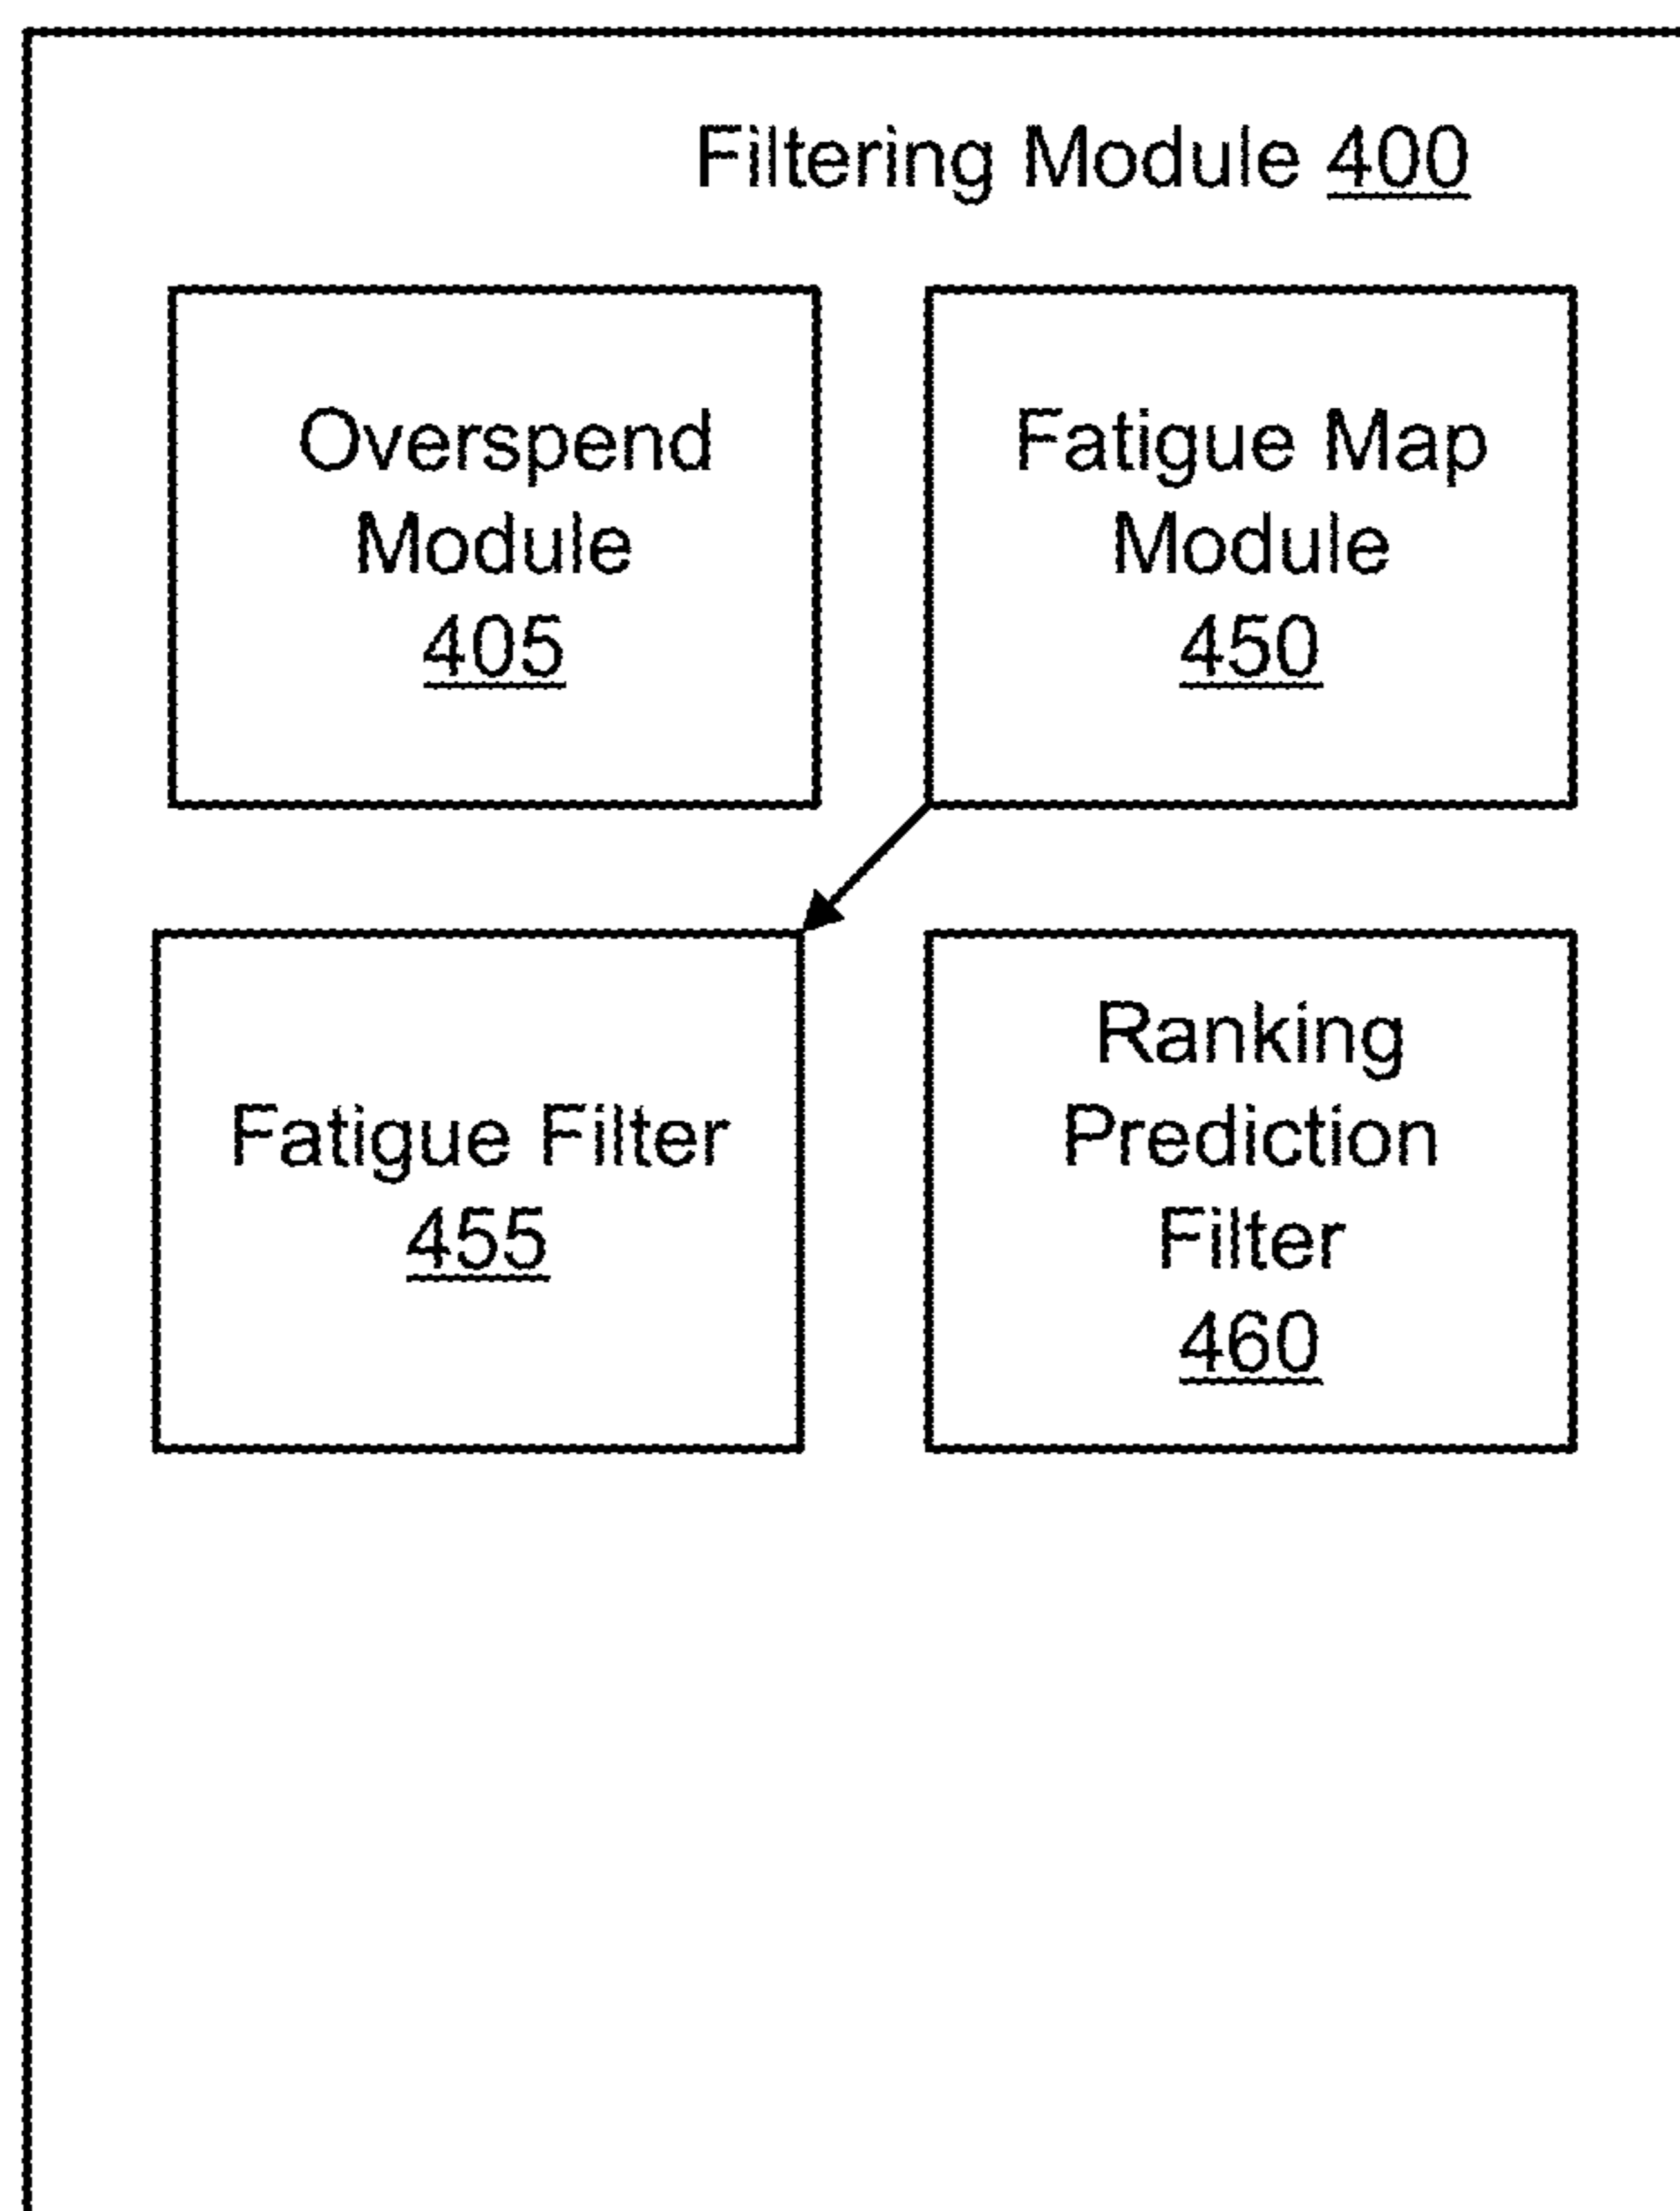 Filtering Module 400
Overspend
Module
405
Fatigue Map
Module
450
Fatigue Filter
455
Ranking
Prediction
Filter
460